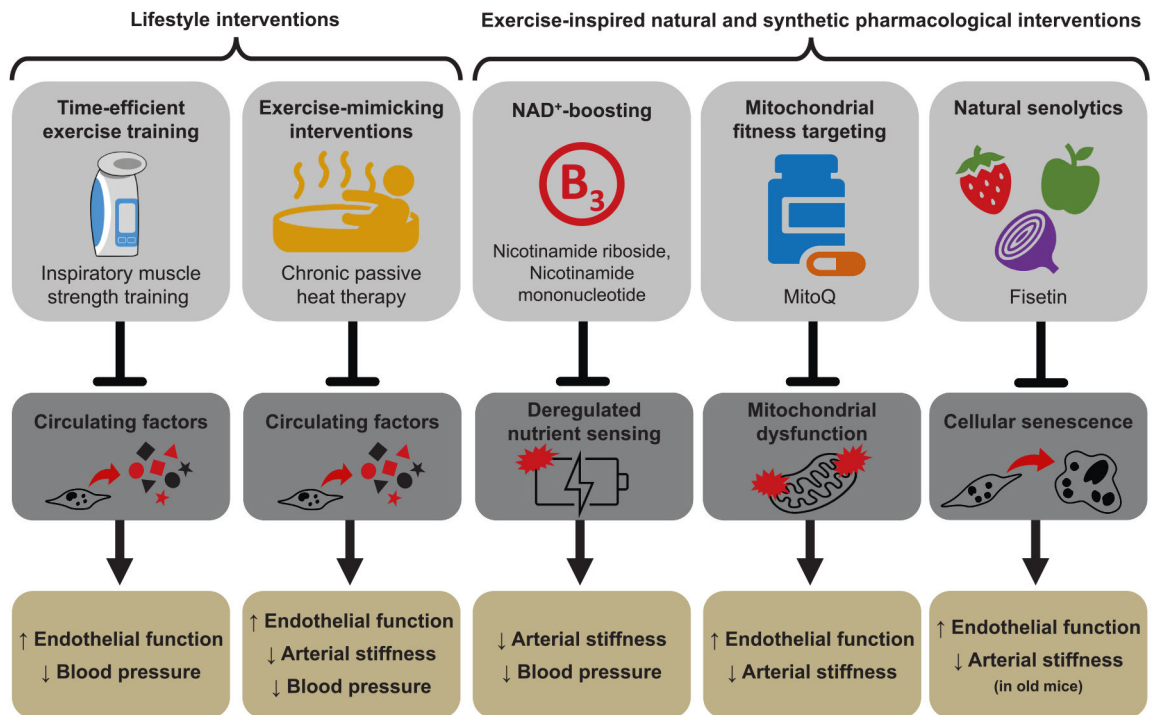 Lifestyle interventions
Exercise-inspired natural and synthetic pharmacological interventions
Time-efficient
exercise training
Inspiratory muscle
strength training
Exercise-mimicking
interventions
Chronic passive
heat therapy
NAD⁺-boosting
B₃
Nicotinamide riboside,
Nicotinamide
mononucleotide
Mitochondrial
fitness targeting
MitoQ
Natural senolytics
Fisetin
Circulating factors
Circulating factors
Deregulated
nutrient sensing
Mitochondrial
dysfunction
Cellular senescence
↑ Endothelial function
↓ Blood pressure
↑ Endothelial function
↓ Arterial stiffness
↓ Blood pressure
↓ Arterial stiffness
↓ Blood pressure
↑ Endothelial function
↓ Arterial stiffness
↑ Endothelial function
↓ Arterial stiffness
(in old mice)